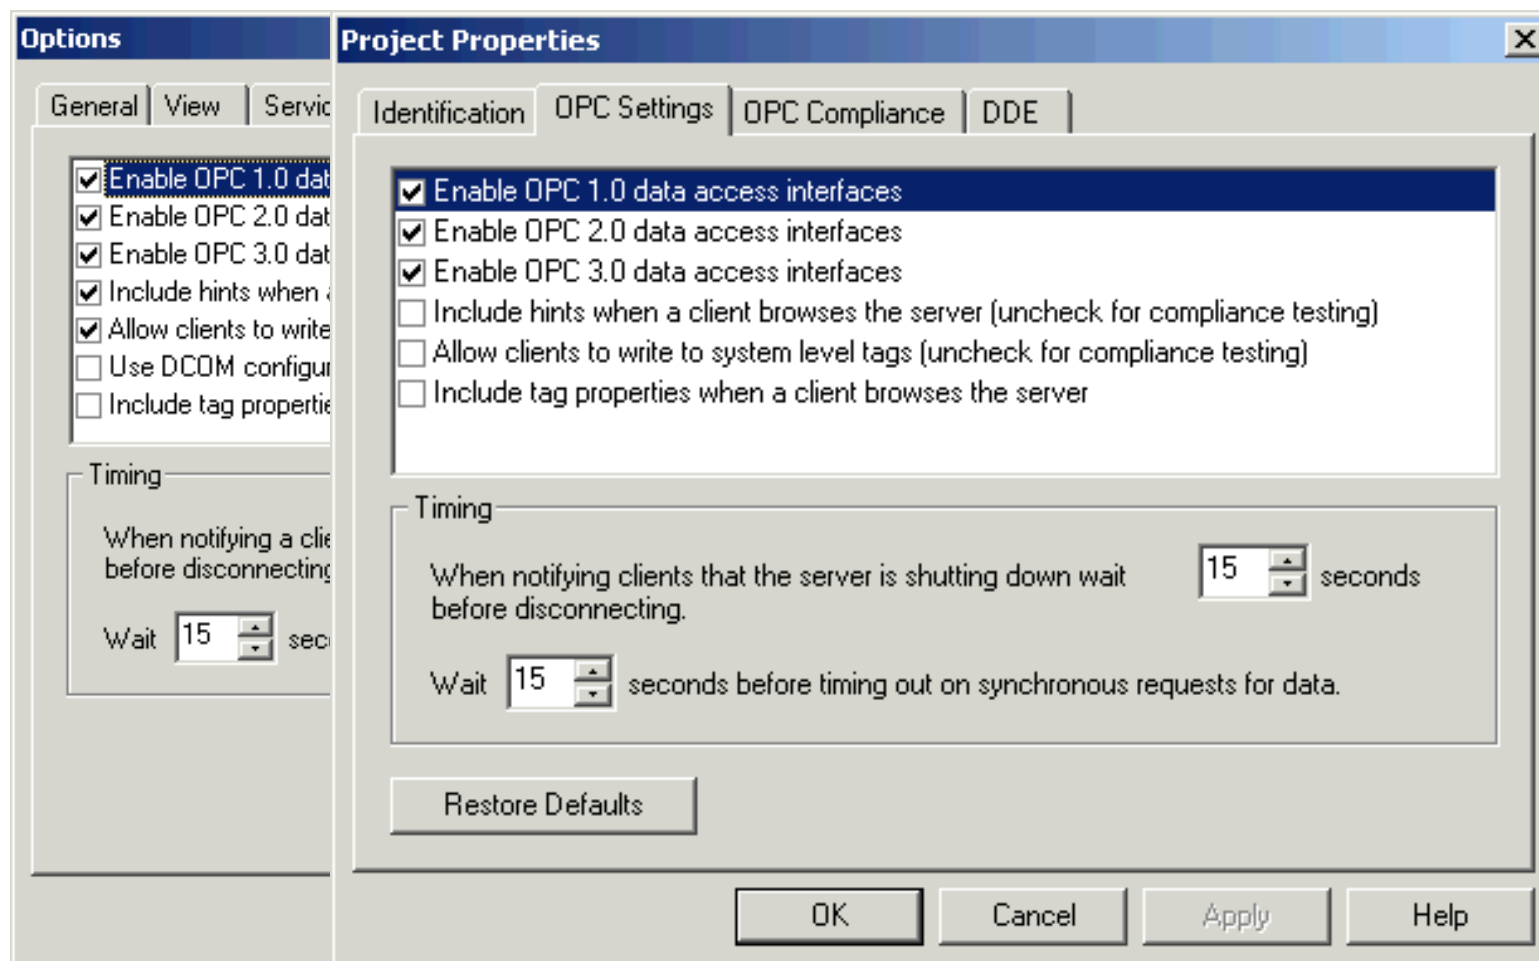 Options
General
View
Servic
Enable OPC 1.0 dat
Enable OPC 2.0 dat
Enable OPC 3.0 dat
Include hints when
Allow clients to write
Use DCOM configur
Include tag propertie
Timing
When notifying a clie
before disconnecting
Wait 15 sec
Project Properties
Identification
OPC Settings
OPC Compliance
DDE
Enable OPC 1.0 data access interfaces
Enable OPC 2.0 data access interfaces
Enable OPC 3.0 data access interfaces
Include hints when a client browses the server (uncheck for compliance testing)
Allow clients to write to system level tags (uncheck for compliance testing)
Include tag properties when a client browses the server
Timing
When notifying clients that the server is shutting down wait 15 seconds
before disconnecting.
Wait 15 seconds before timing out on synchronous requests for data.
Restore Defaults
OK
Cancel
Apply
Help